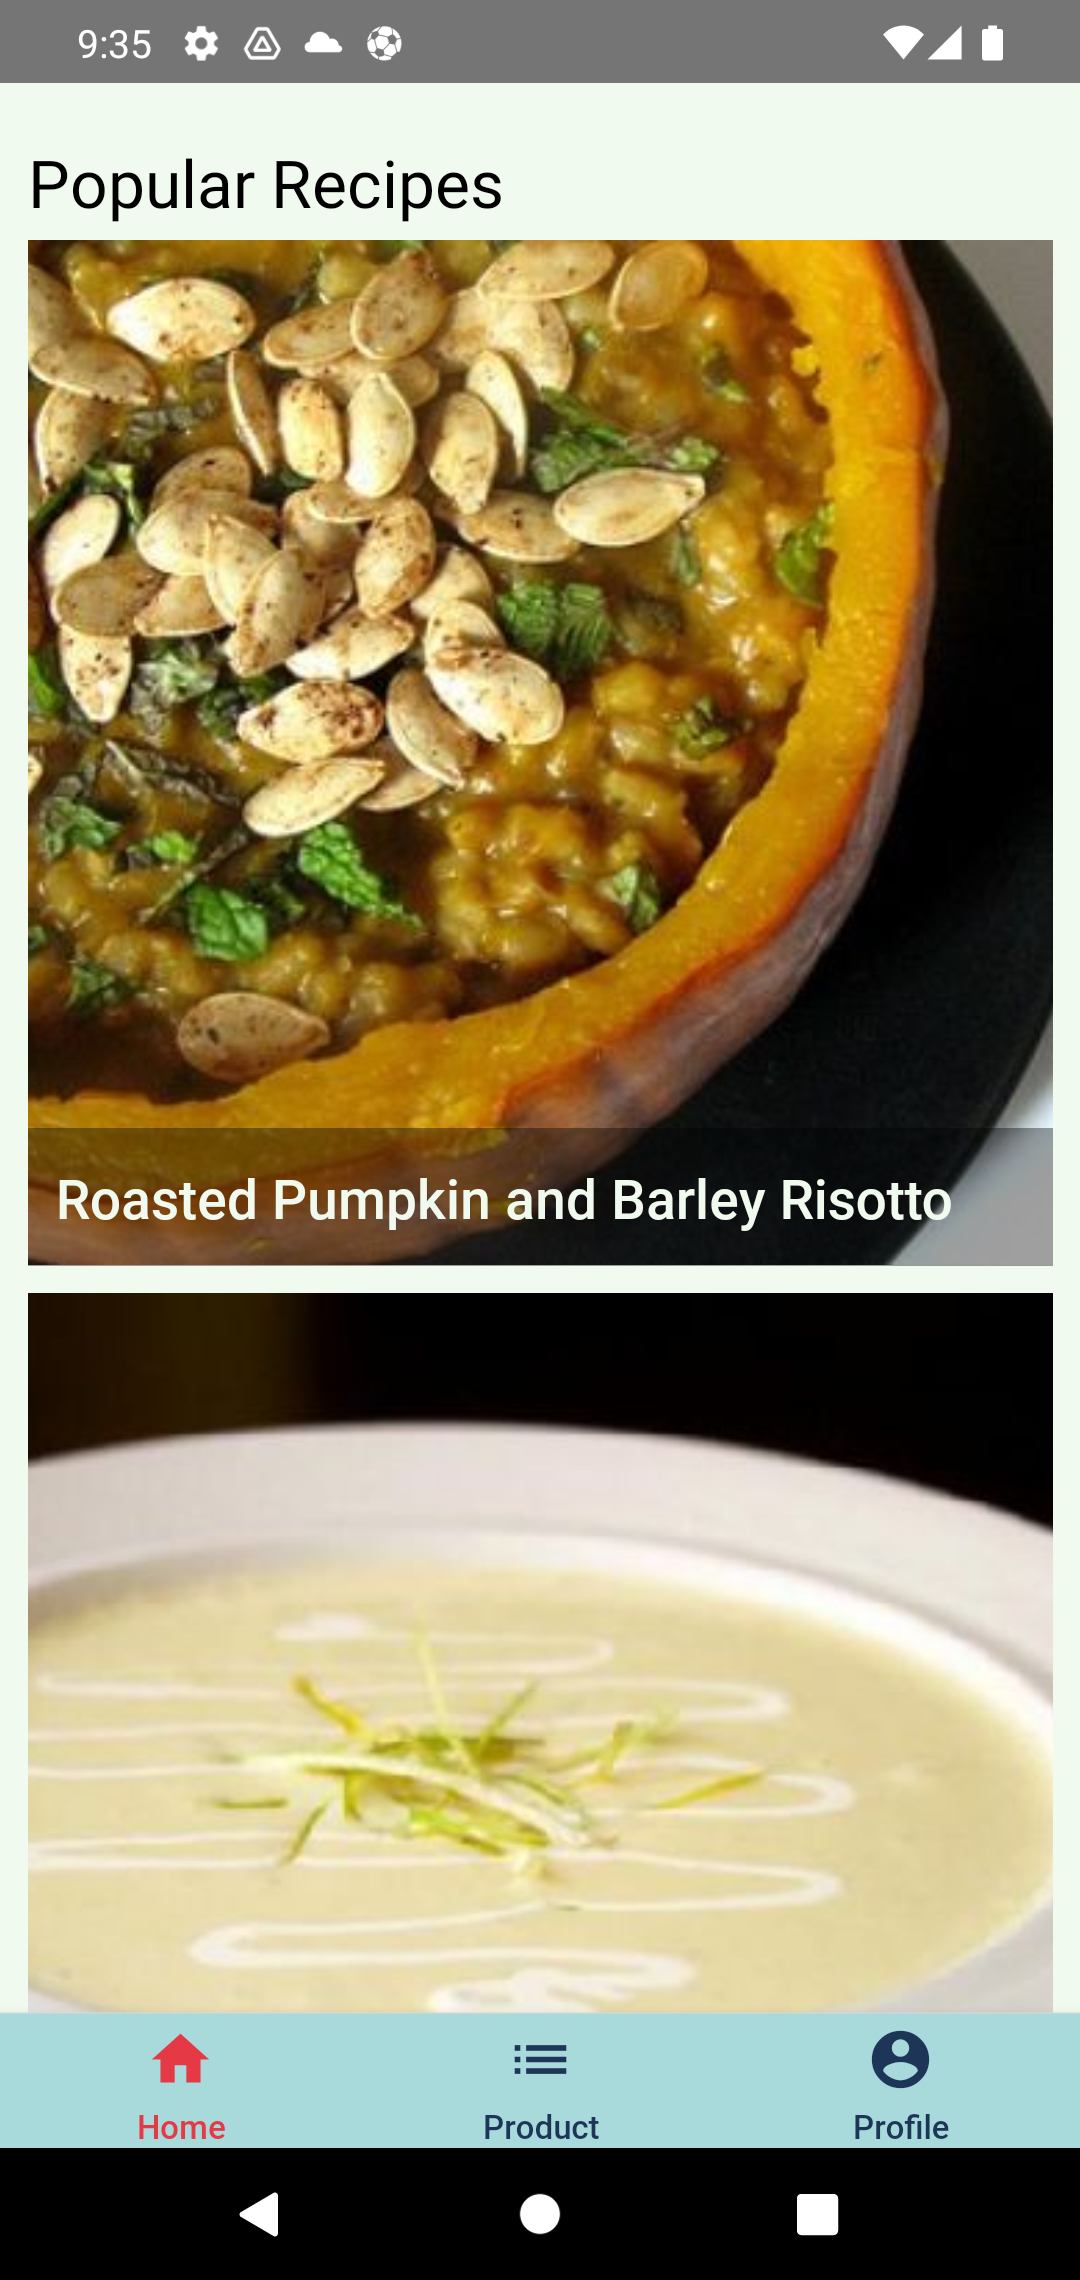 9:35
Popular Recipes
Roasted Pumpkin and Barley Risotto
Home
Product
Profile